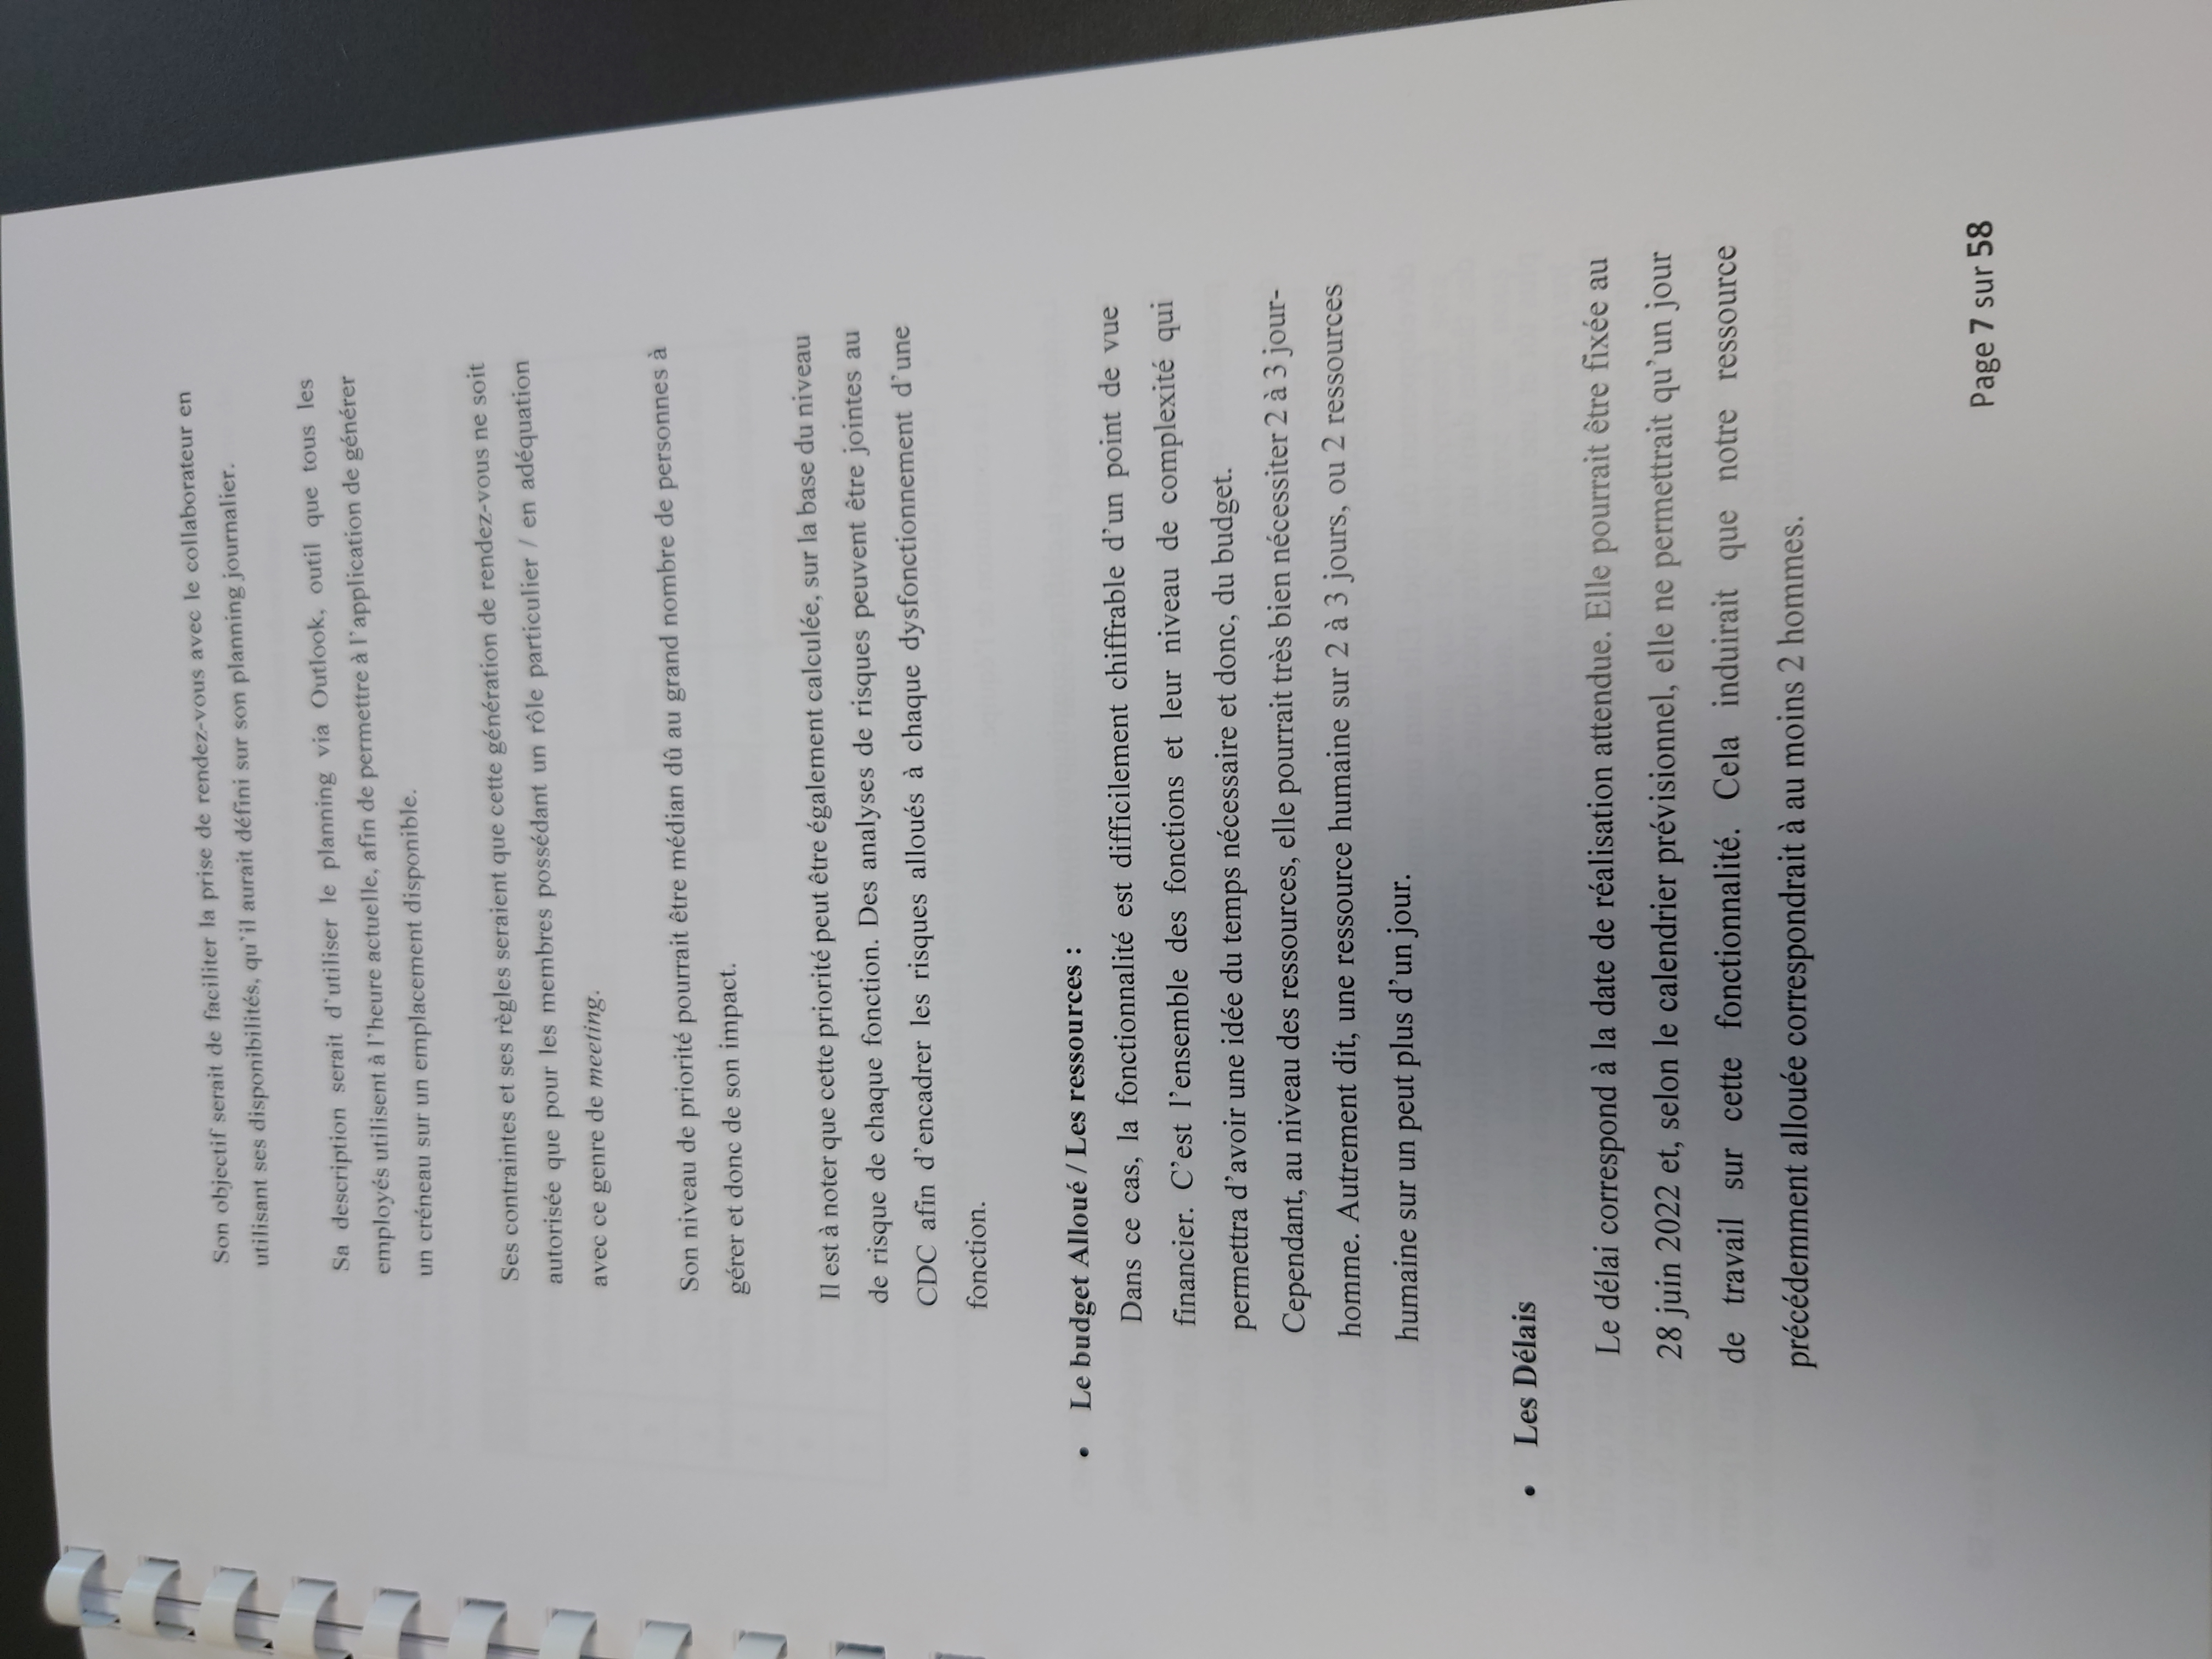 Son objectif serait de faciliter la prise de rendez-vous avec le collaborateur en
utilisant ses disponibilités, qu'il aurait défini sur son planning journalier.
Sa description serait d'utiliser le planning via Outlook, outil que tous les
employés utilisent à l'heure actuelle, afin de permettre à l'application de générer
un créneau sur un emplacement disponible.
Ses contraintes et ses règles seraient que cette génération de rendez-vous ne soit
autorisée que pour les membres possédant un rôle particulier / en adéquation
avec ce genre de meeting.
Son niveau de priorité pourrait être médian dû au grand nombre de personnes à
gérer et donc de son impact.
Il est à noter que cette priorité peut être également calculée, sur la base du niveau
de risque de chaque fonction. Des analyses de risques peuvent être jointes au
CDC afin d'encadrer les risques alloués à chaque dysfonctionnement d'une
fonction.
• Le budget Alloué / Les ressources :
Dans ce cas, la fonctionnalité est difficilement chiffrable d'un point de vue
financier. C'est l'ensemble des fonctions et leur niveau de complexité qui
permettra d'avoir une idée du temps nécessaire et donc, du budget.
Cependant, au niveau des ressources, elle pourrait très bien nécessiter 2 à 3 jour-
homme. Autrement dit, une ressource humaine sur 2 à 3 jours, ou 2 ressources
humaine sur un peut plus d'un jour.
• Les Délais
Le délai correspond à la date de réalisation attendue. Elle pourrait être fixée au
28 juin 2022 et, selon le calendrier prévisionnel, elle ne permettrait qu'un jour
de travail sur cette fonctionnalité. Cela induirait que notre ressource
précédemment allouée correspondrait à au moins 2 hommes.
Page 7 sur 58